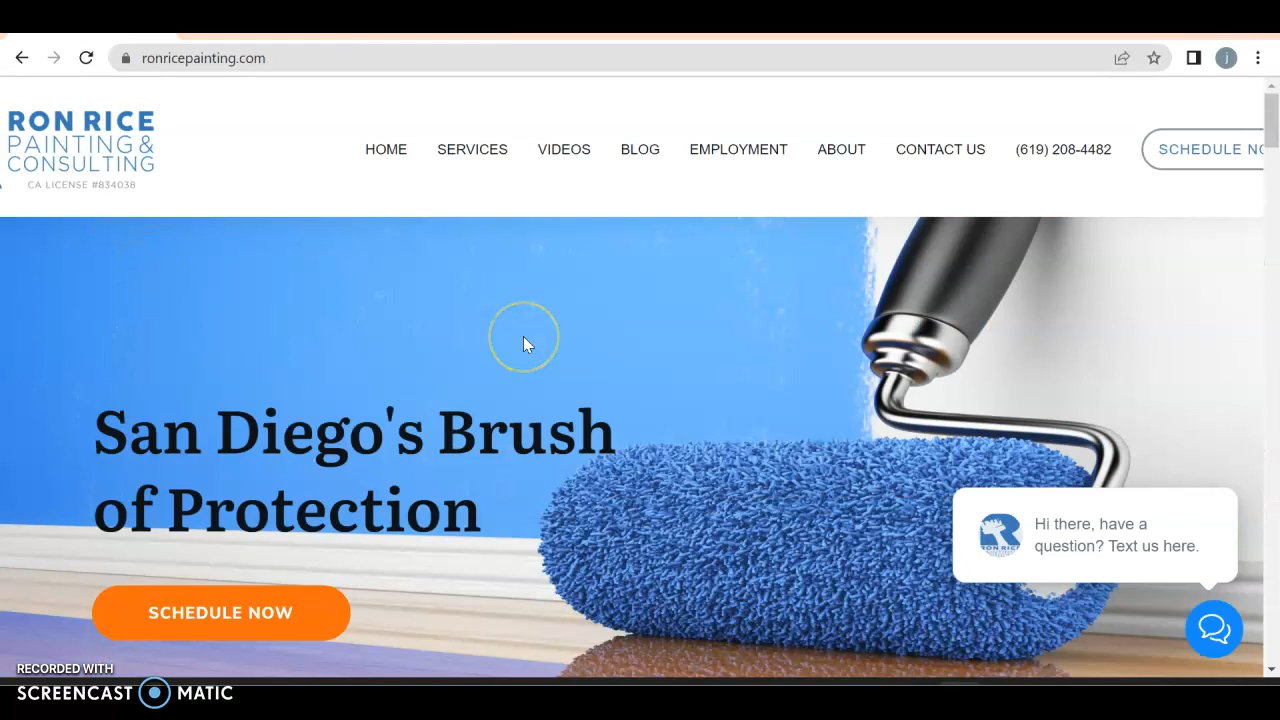 ronricepainting.com
j
RON RICE
PAINTING &
CONSULTING
CA LICENSE #834038
HOME SERVICES VIDEOS BLOG EMPLOYMENT ABOUT CONTACT US (619) 208-4482 SCHEDULE NO
San Diego's Brush
of Protection
SCHEDULE NOW
Hi there, have a
question? Text us here.
RON RICE
RECORDED WITH
SCREENCAST MATIC